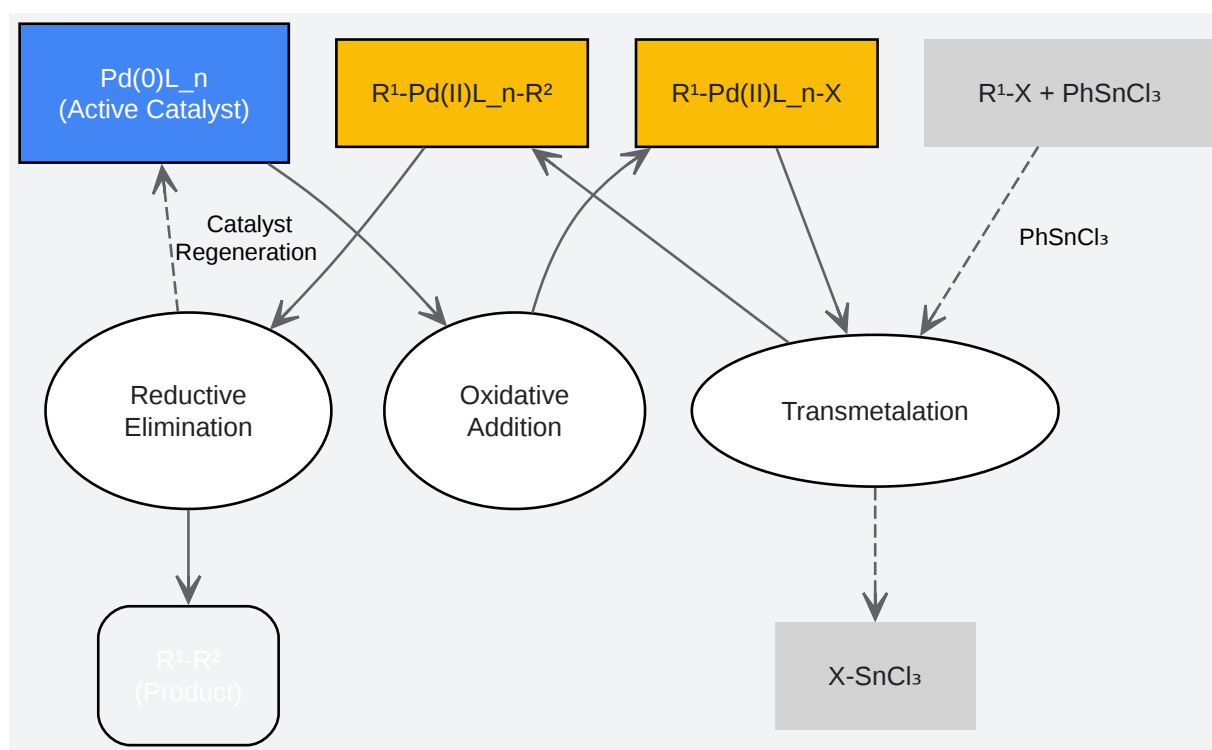 Pd(0)L_n
(Active Catalyst)
R¹-Pd(II)L_n-R²
R¹-Pd(II)L_n-X
R¹-X + PhSnCl₃
Catalyst
Regeneration
PhSnCl₃
Reductive
Elimination
Oxidative
Addition
Transmetalation
R¹-R²
(Product)
X-SnCl₃